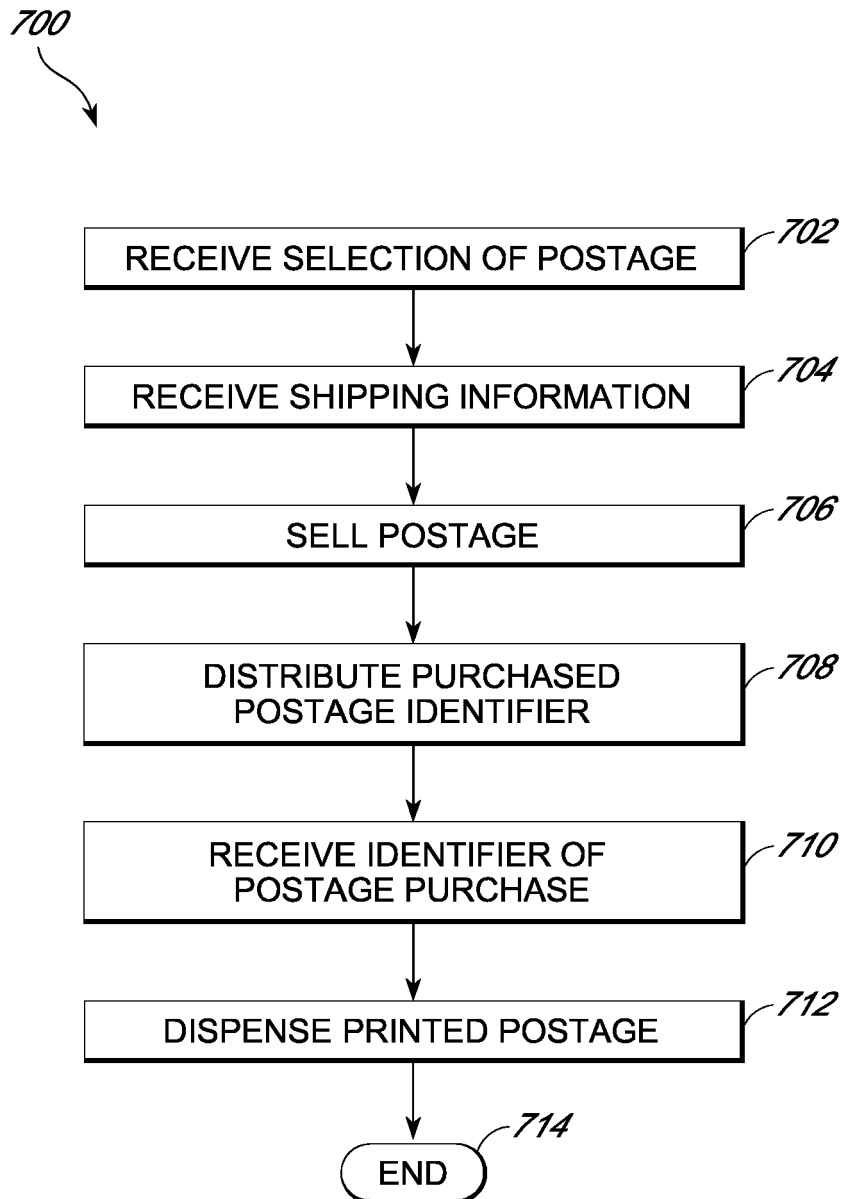 700
RECEIVE SELECTION OF POSTAGE
702
RECEIVE SHIPPING INFORMATION
704
SELL POSTAGE
706
DISTRIBUTE PURCHASED
POSTAGE IDENTIFIER
708
RECEIVE IDENTIFIER OF
POSTAGE PURCHASE
710
DISPENSE PRINTED POSTAGE
712
END
714